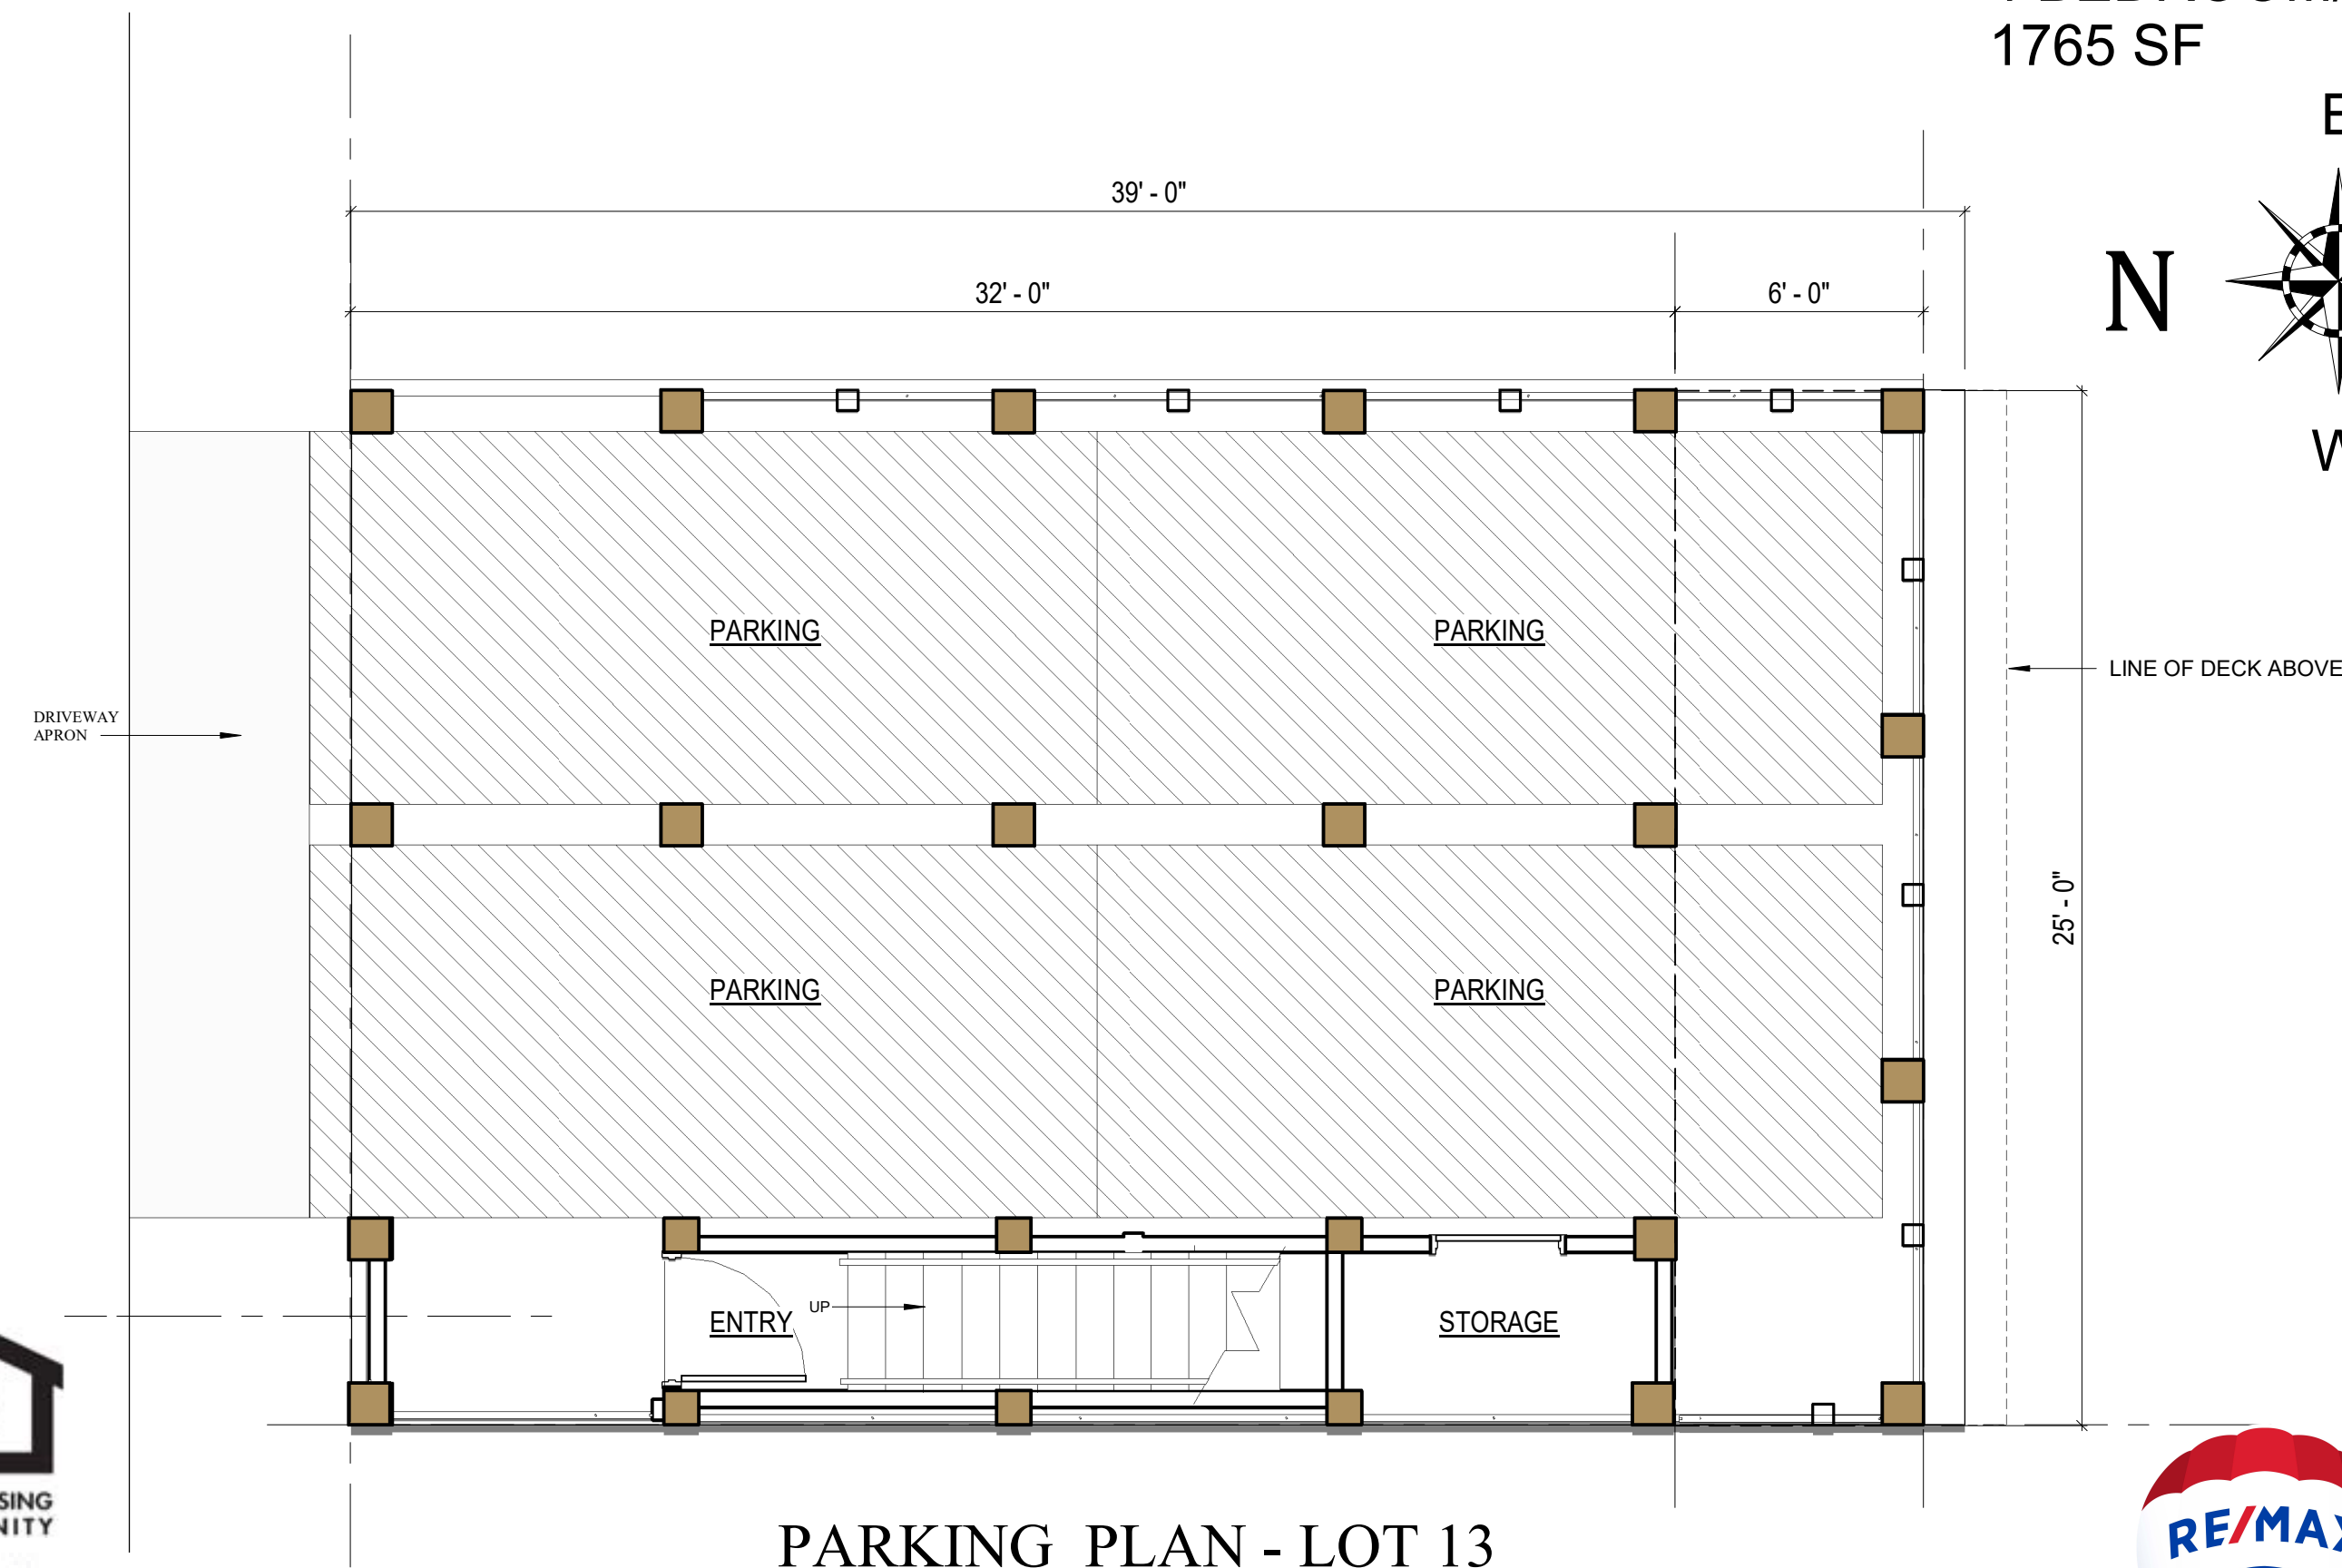 1765 SF
39' - 0"
32' - 0"
6' - 0"
N
PARKING
PARKING
LINE OF DECK ABOVE
DRIVEWAY
APRON
25' - 0"
PARKING
PARKING
ENTRY
UP
STORAGE
PARKING PLAN - LOT 13
RE/MAX